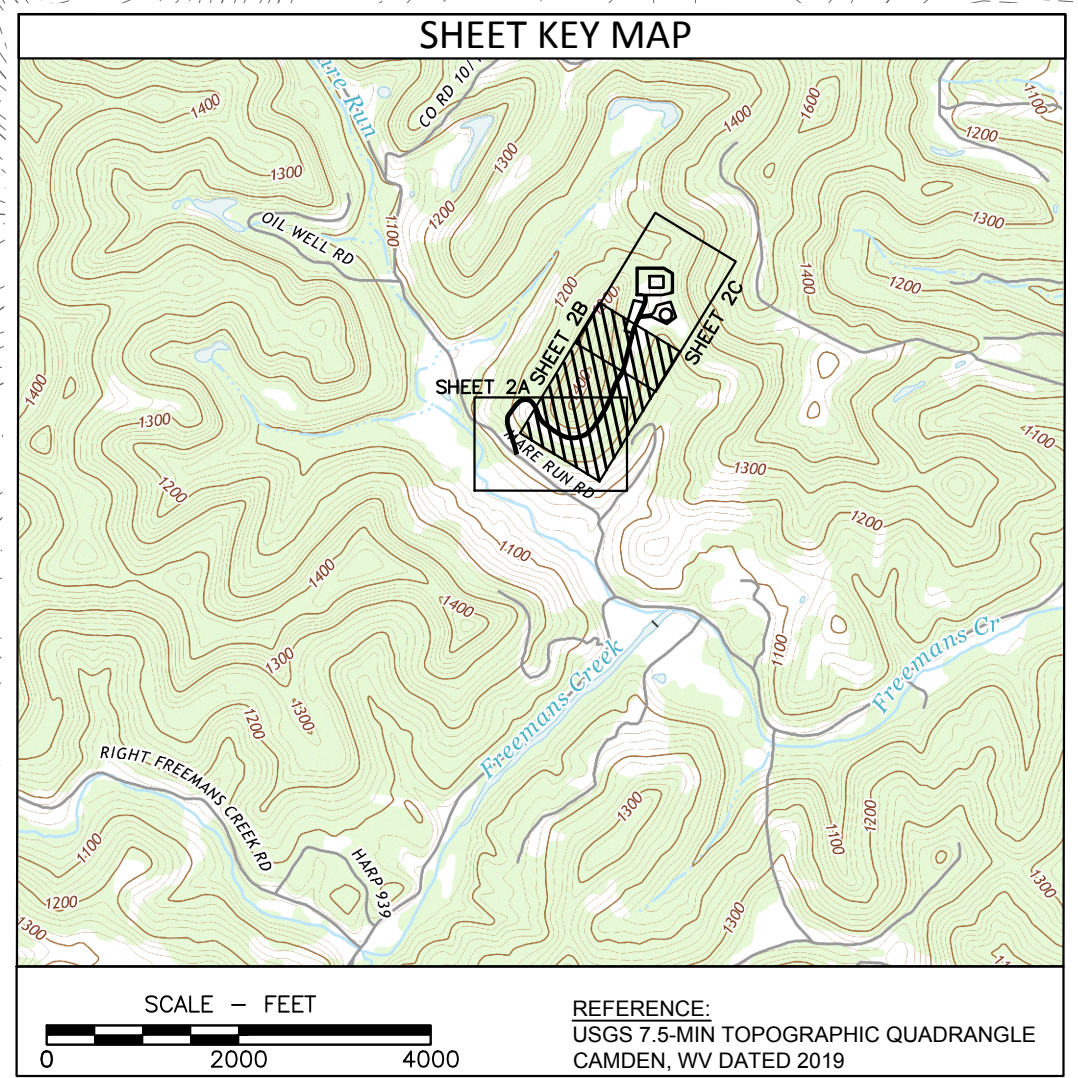 SHEET KEY MAP
CO RD 10/
1400
1400
1600
1100
1200
1300
1300
1200
1100
OIL WELL RD
1300
1400
1200
1200
SHEET 2B
SHEET 2C
SHEET 2A
1400
1300
HARE RUN RD
1100
1300
1200
1200
1100
1400
1400
1100
1300
Freemans Creek
Freemans Cr
1200
1300
RIGHT FREEMANS CREEK RD
1300
1200
1100
1100
HARP 939
1300
1200
1300
1300
SCALE – FEET
0 2000 4000
REFERENCE:
USGS 7.5-MIN TOPOGRAPHIC QUADRANGLE
CAMDEN, WV DATED 2019